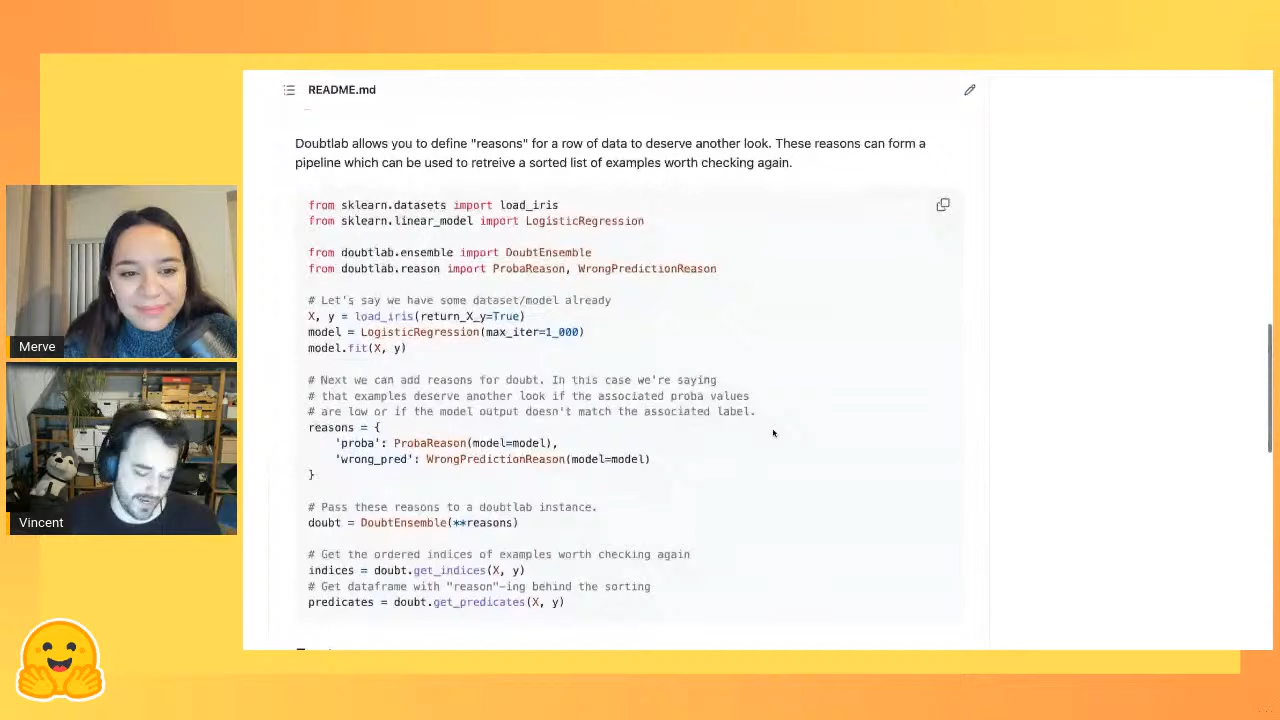 README.md
Doubtlab allows you to define "reasons" for a row of data to deserve another look. These reasons can form a
pipeline which can be used to retreive a sorted list of examples worth checking again.
from sklearn.datasets import load_iris
from sklearn.linear_model import LogisticRegression
from doubtlab.ensemble import DoubtEnsemble
from doubtlab.reason import ProbaReason, WrongPredictionReason
# Let's say we have some dataset/model already
X, y = load_iris(return_X_y=True)
model = LogisticRegression(max_iter=1_000)
model.fit(X, y)
# Next we can add reasons for doubt. In this case we're saying
# that examples deserve another look if the associated proba values
# are low or if the model output doesn't match the associated label.
reasons = {
    'proba': ProbaReason(model=model),
    'wrong_pred': WrongPredictionReason(model=model)
}
# Pass these reasons to a doubtlab instance.
doubt = DoubtEnsemble(**reasons)
# Get the ordered indices of examples worth checking again
indices = doubt.get_indices(X, y)
# Get dataframe with "reason"-ing behind the sorting
predicates = doubt.get_predicates(X, y)
Merve
Vincent